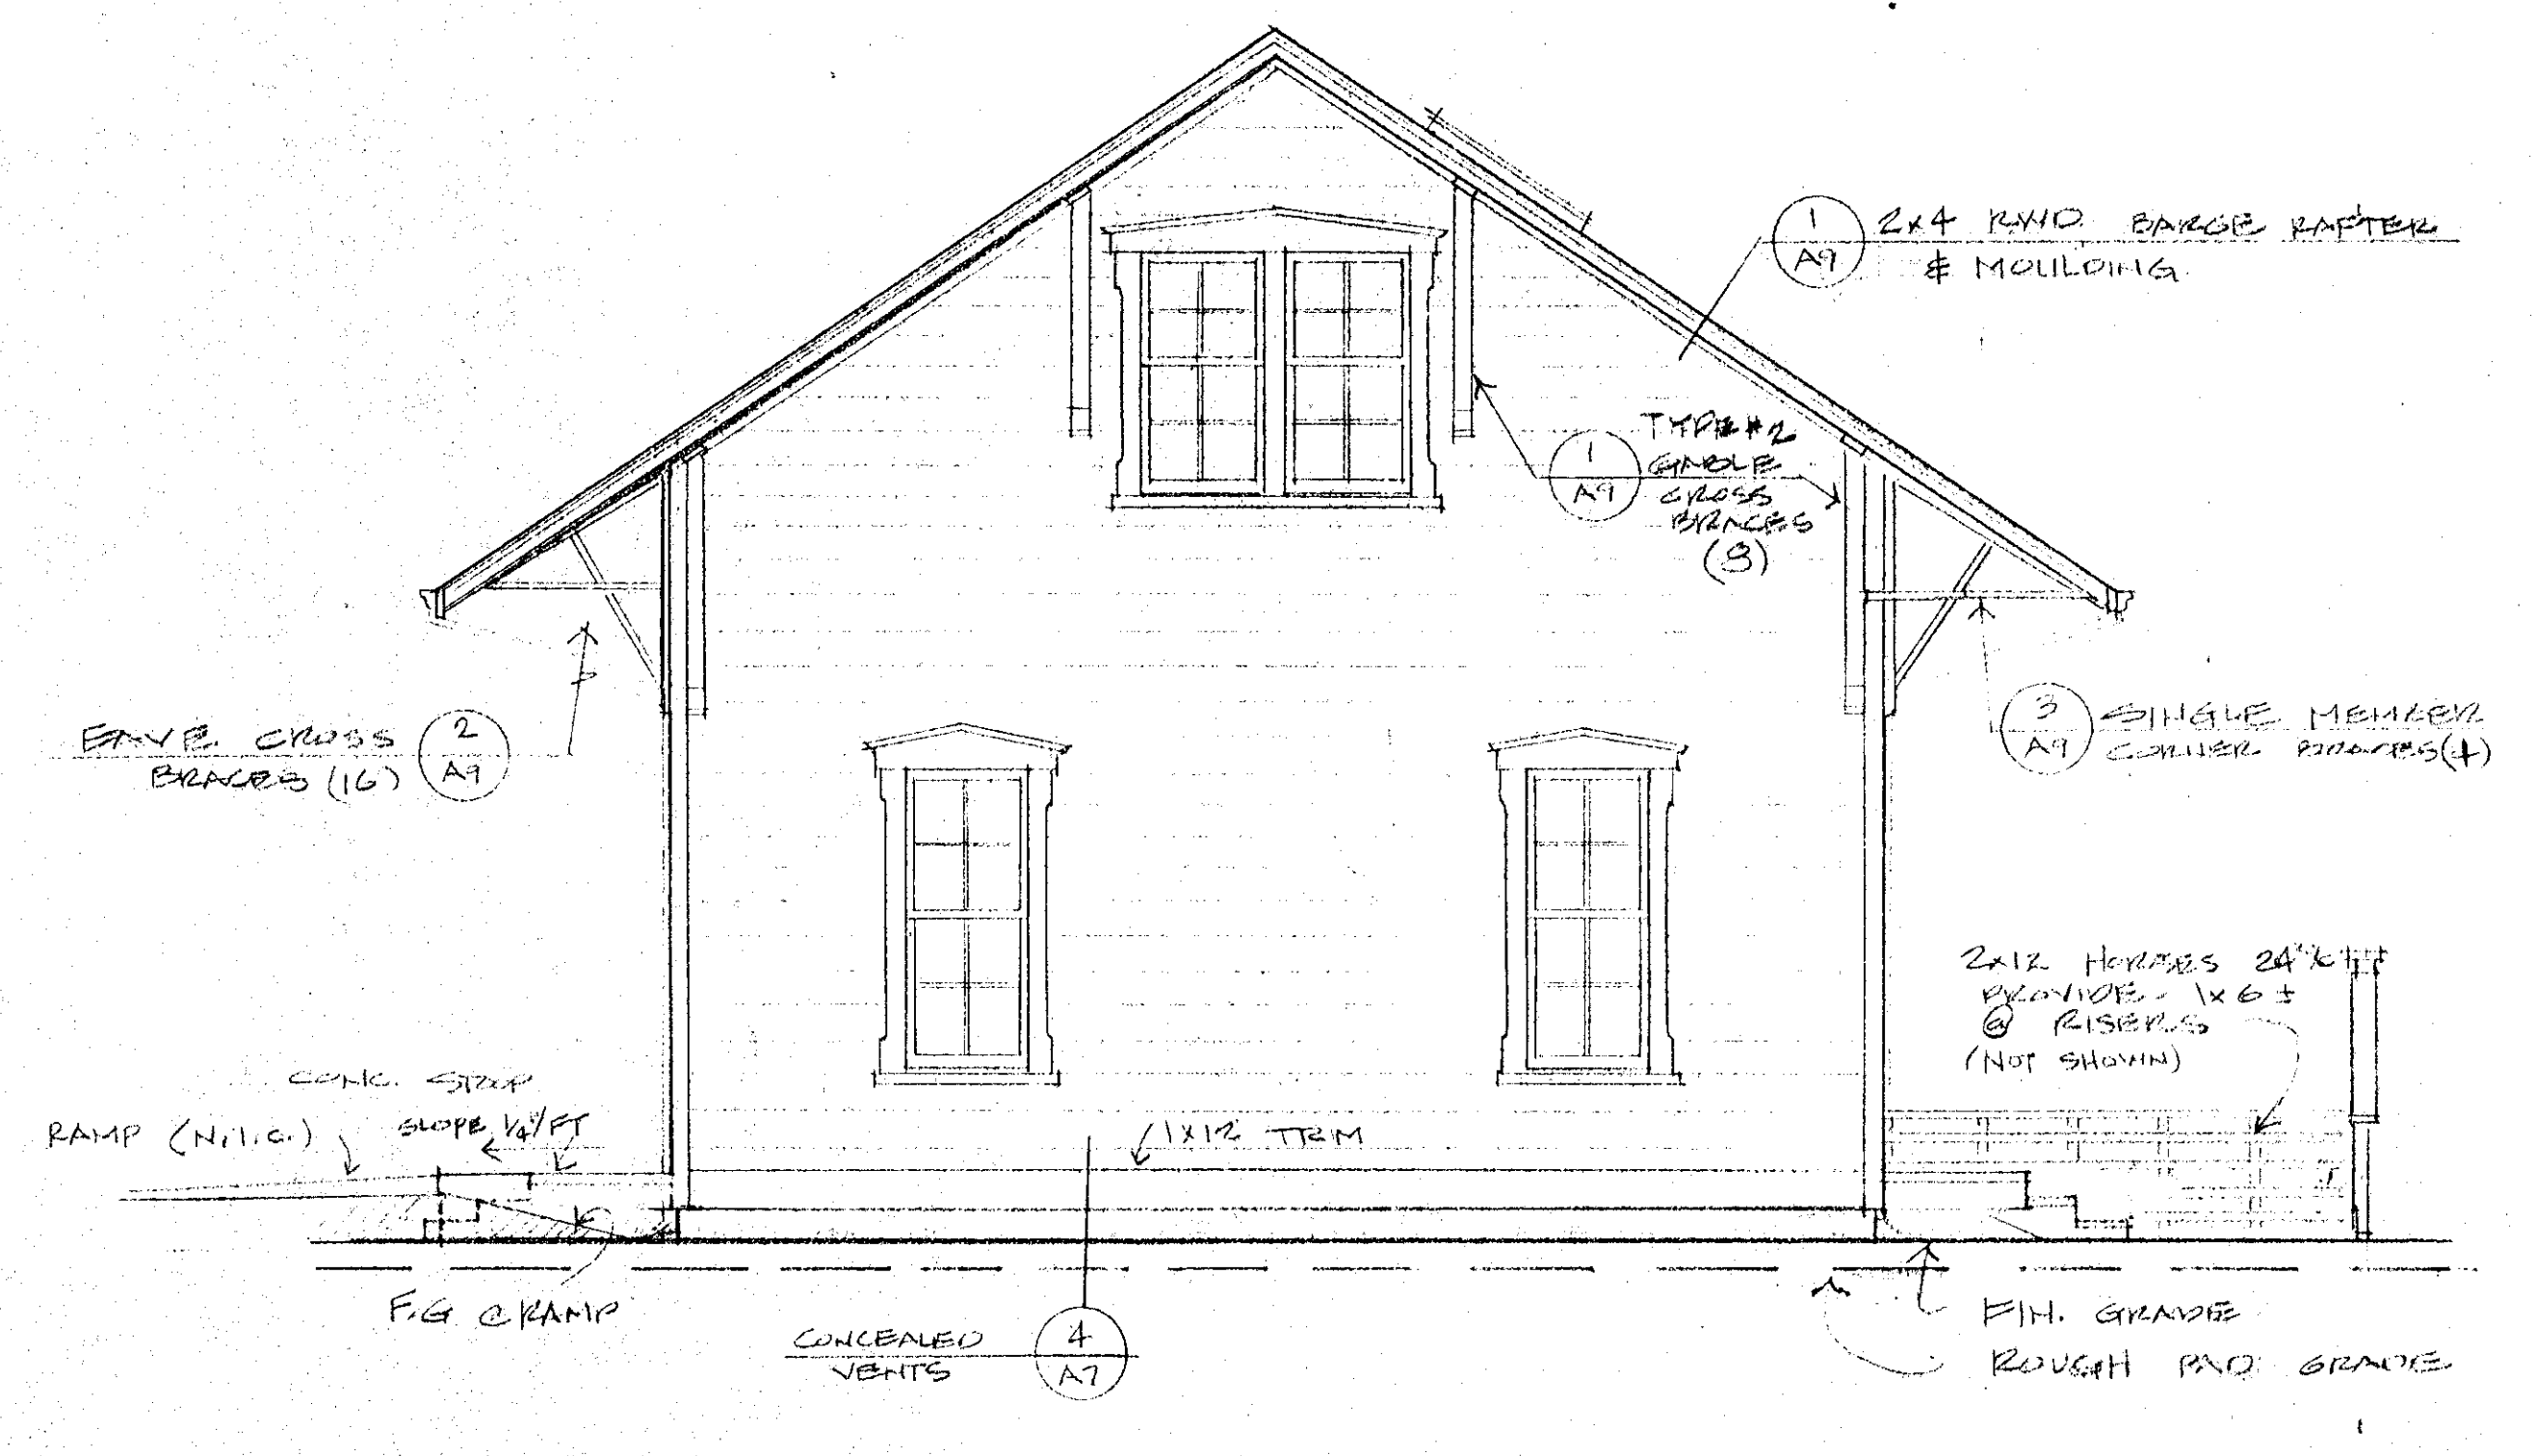 1
A9
2x4 RWD. BARGE RAFTER
& MOULDING
TYPE #2
GABLE
CROSS
BRACES
(8)
1
A9
EAVE CROSS
BRACES (16)
2
A9
3
A9
SINGLE MEMBER
CORNER BRACES (4)
2x12 HORSES 24"
PROVIDE 1x6 ±
@ RISERS
(NOT SHOWN)
CONC. STOOP
SLOPE 1/4"/FT
RAMP (N.I.C.)
1X12 TRIM
F.G @ RAMP
CONCEALED
VENTS
4
A7
FIN. GRADE
ROUGH PAD GRADE